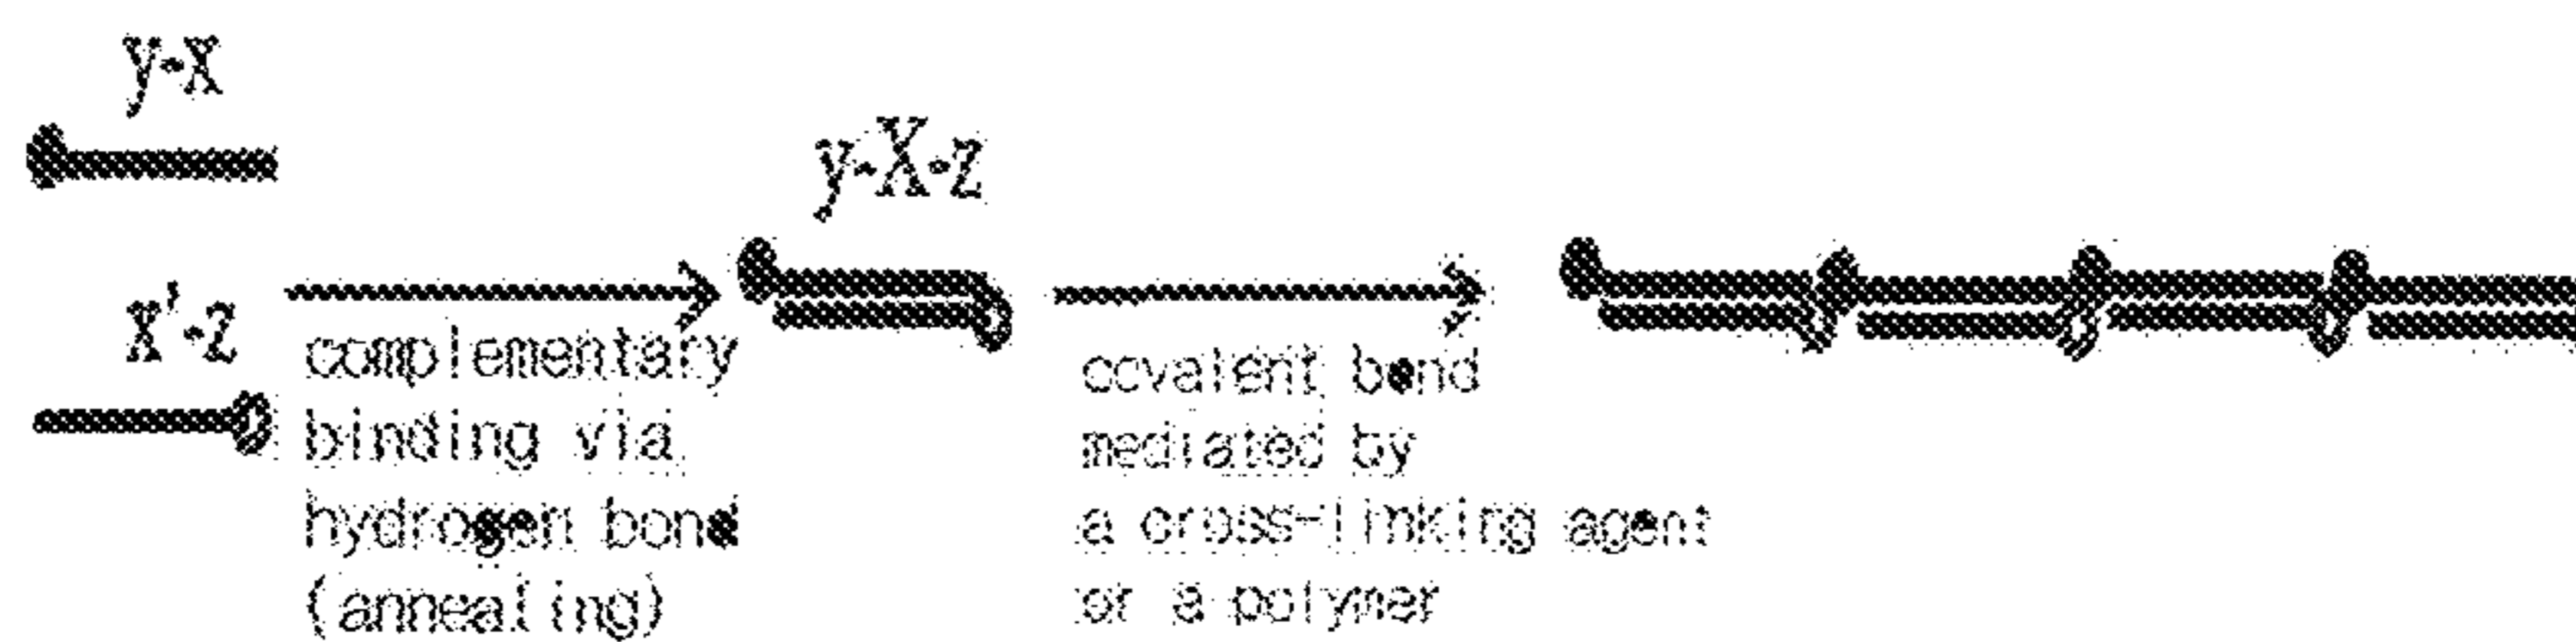 y-X
X'-Z
complementary
binding via
hydrogen bond
(annealing)
y-X-Z
covalent bond
mediated by
a cross-linking agent
or a polymer